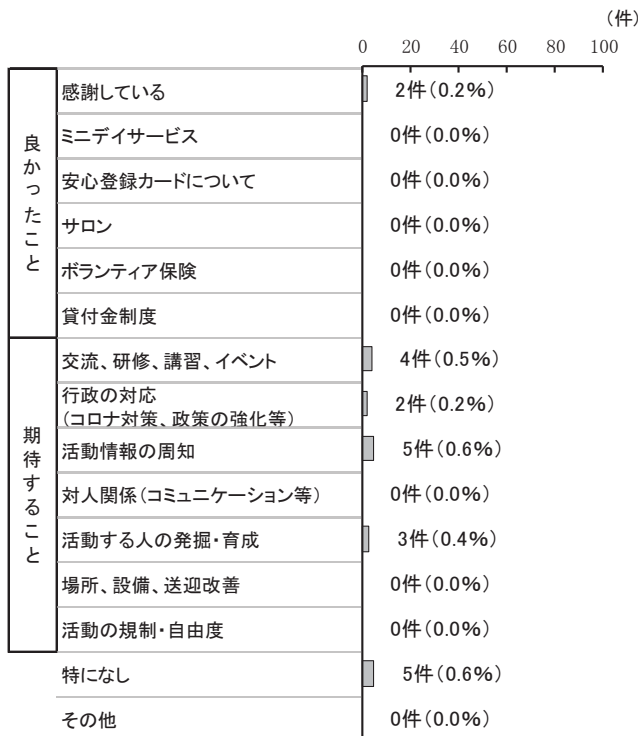 (件)
0 20 40 60 80 100
良かったこと
感謝している 2件(0.2%)
ミニデイサービス 0件(0.0%)
安心登録カードについて 0件(0.0%)
サロン 0件(0.0%)
ボランティア保険 0件(0.0%)
貸付金制度 0件(0.0%)
期待すること
交流、研修、講習、イベント 4件(0.5%)
行政の対応
(コロナ対策、政策の強化等) 2件(0.2%)
活動情報の周知 5件(0.6%)
対人関係(コミュニケーション等) 0件(0.0%)
活動する人の発掘・育成 3件(0.4%)
場所、設備、送迎改善 0件(0.0%)
活動の規制・自由度 0件(0.0%)
特になし 5件(0.6%)
その他 0件(0.0%)